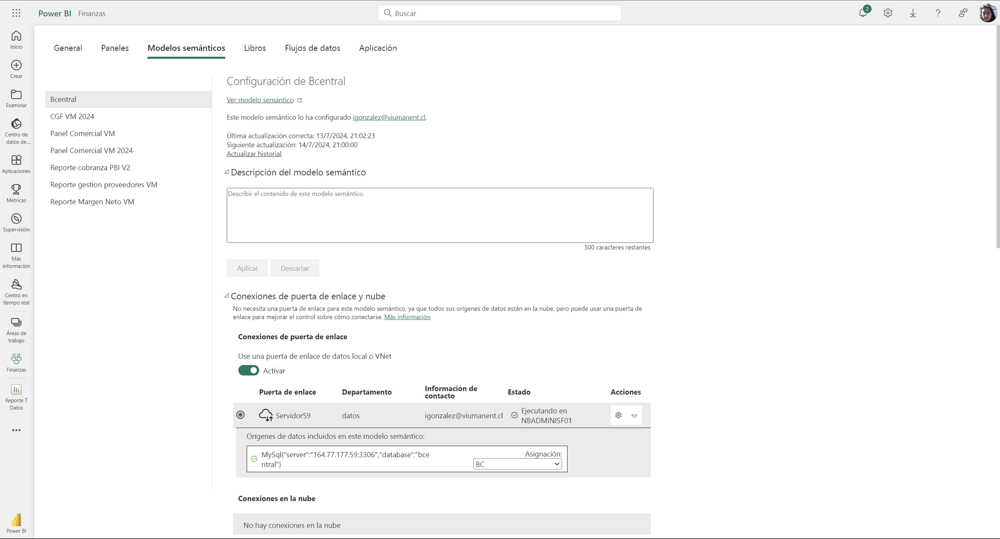 Power BI Finanzas
Buscar
2
Inicio
Crear
Examinar
Centro de
datos de...
Aplicaciones
Métricas
Supervisión
Más
información
Centro en
tiempo real
Áreas de
trabajo
Finanzas
Reporte T
Datos
Power BI
General Paneles Modelos semánticos Libros Flujos de datos Aplicación
Bcentral
CGF VM 2024
Panel Comercial VM
Panel Comercial VM 2024
Reporte cobranza PBI V2
Reporte gestion proveedores VM
Reporte Margen Neto VM
Configuración de Bcentral
Ver modelo semántico
Este modelo semántico lo ha configurado igonzalez@viumanent.cl.
Última actualización correcta: 13/7/2024, 21:02:23
Siguiente actualización: 14/7/2024, 21:00:00
Actualizar historial
Descripción del modelo semántico
Describir el contenido de este modelo semántico.
500 caracteres restantes
Aplicar Descartar
Conexiones de puerta de enlace y nube
No necesita una puerta de enlace para este modelo semántico, ya que todos sus orígenes de datos están en la nube, pero puede usar una puerta de
enlace para mejorar el control sobre cómo conectarse. Más información
Conexiones de puerta de enlace
Use una puerta de enlace de datos local o VNet
Activar
Puerta de enlace Departamento Información de contacto Estado Acciones
Servidor59 datos igonzalez@viumanent.cl Ejecutando en NBADMINISF01
Orígenes de datos incluidos en este modelo semántico:
MySql{"server":"164.77.177.59:3306","database":"bce
ntral"}
Asignación:
BC
Conexiones en la nube
No hay conexiones en la nube